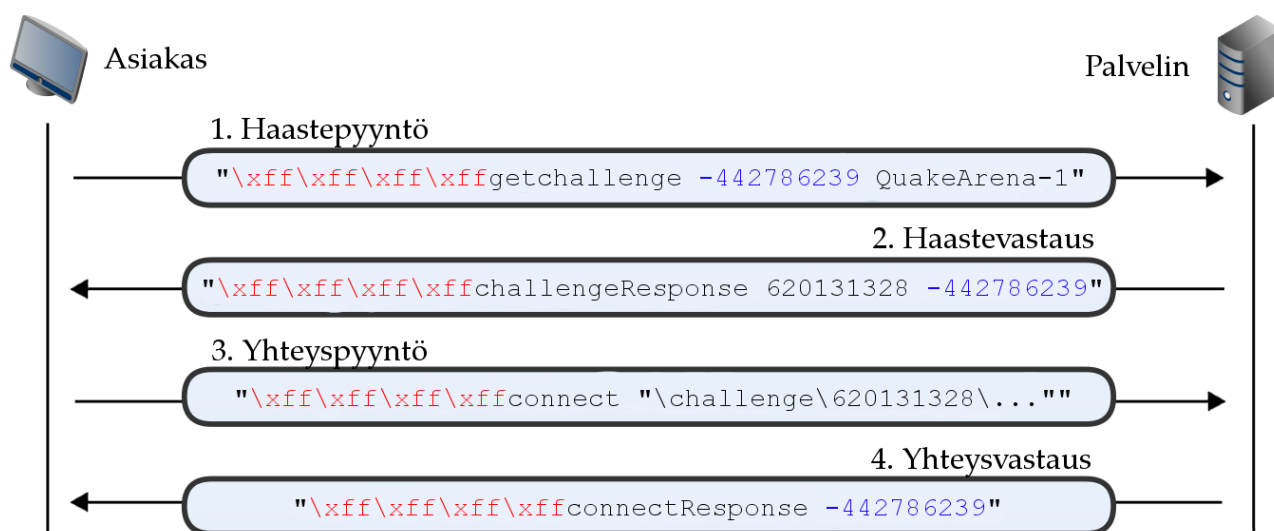 Asiakas
Palvelin
1. Haastepyyntö
"\xff\xff\xff\xffgetchallenge -442786239 QuakeArena-1"
2. Haastevastaus
"\xff\xff\xff\xffchallengeResponse 620131328 -442786239"
3. Yhteyspyyntö
"\xff\xff\xff\xffconnect "\challenge\620131328\...""
4. Yhteysvastaus
"\xff\xff\xff\xffconnectResponse -442786239"